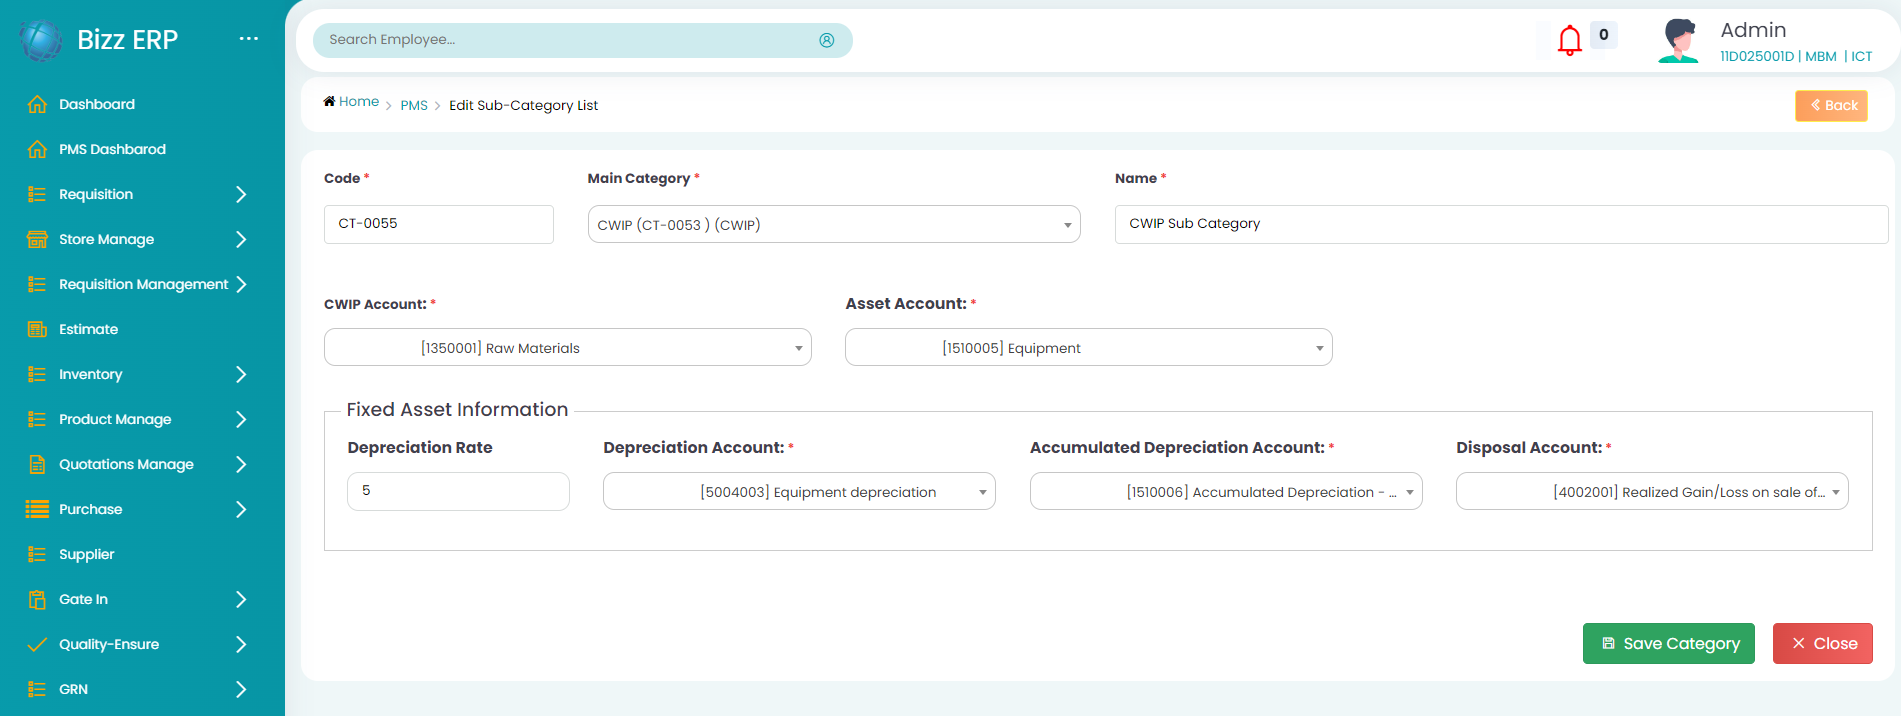 Bizz ERP
...
Search Employee...
0
Admin
11D025001D | MBM | ICT
Dashboard
PMS Dashbarod
Requisition
Store Manage
Requisition Management
Estimate
Inventory
Product Manage
Quotations Manage
Purchase
Supplier
Gate In
Quality-Ensure
GRN
Home > PMS > Edit Sub-Category List
Back
Code * Main Category * Name *
CT-0055 CWIP (CT-0053 ) (CWIP) CWIP Sub Category
CWIP Account: * Asset Account: *
[1350001] Raw Materials [1510005] Equipment
Fixed Asset Information
Depreciation Rate Depreciation Account: * Accumulated Depreciation Account: * Disposal Account: *
5 [5004003] Equipment depreciation [1510006] Accumulated Depreciation - ... [4002001] Realized Gain/Loss on sale of...
Save Category × Close